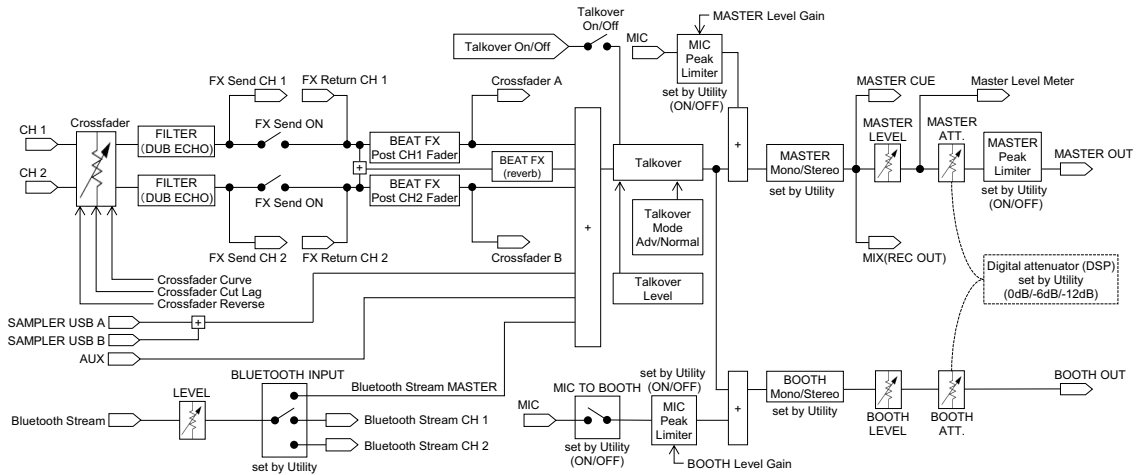 Talkover On/Off
Talkover On/Off
MASTER Level Gain
MIC
MIC Peak Limiter
set by Utility (ON/OFF)
FX Send CH 1
FX Return CH 1
Crossfader A
MASTER CUE
Master Level Meter
CH 1
Crossfader
FILTER (DUB ECHO)
FX Send ON
BEAT FX Post CH1 Fader
+
BEAT FX (reverb)
CH 2
FILTER (DUB ECHO)
FX Send ON
BEAT FX Post CH2 Fader
FX Send CH 2
FX Return CH 2
Crossfader B
+
Talkover
Talkover Mode Adv/Normal
Talkover Level
+
MASTER Mono/Stereo
set by Utility
MASTER LEVEL
MASTER ATT.
MASTER Peak Limiter
set by Utility (ON/OFF)
MASTER OUT
MIX(REC OUT)
Digital attenuator (DSP)
set by Utility
(0dB/-6dB/-12dB)
Crossfader Curve
Crossfader Cut Lag
Crossfader Reverse
SAMPLER USB A
+
SAMPLER USB B
AUX
LEVEL
BLUETOOTH INPUT
Bluetooth Stream
Bluetooth Stream MASTER
Bluetooth Stream CH 1
Bluetooth Stream CH 2
set by Utility
MIC
MIC TO BOOTH
set by Utility (ON/OFF)
set by Utility (ON/OFF)
MIC Peak Limiter
BOOTH Level Gain
+
BOOTH Mono/Stereo
set by Utility
BOOTH LEVEL
BOOTH ATT.
BOOTH OUT